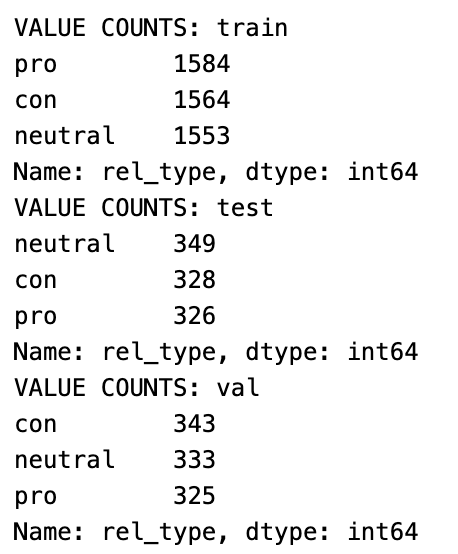 VALUE COUNTS: train
pro        1584
con        1564
neutral    1553
Name: rel_type, dtype: int64
VALUE COUNTS: test
neutral    349
con        328
pro        326
Name: rel_type, dtype: int64
VALUE COUNTS: val
con        343
neutral    333
pro        325
Name: rel_type, dtype: int64